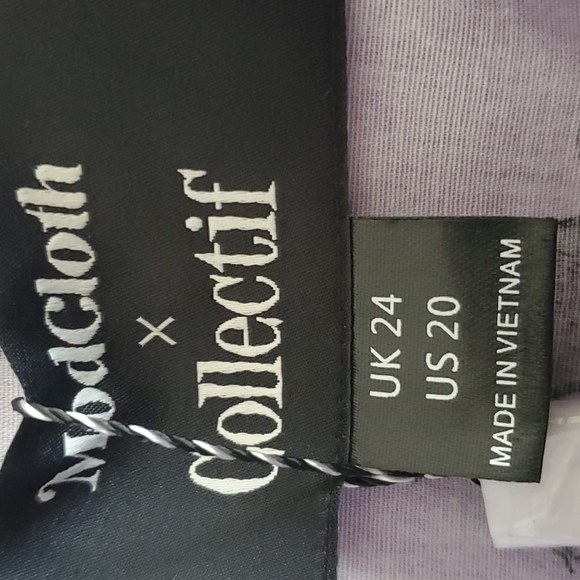 ModCloth
×
Collectif
UK 24
US 20
MADE IN VIETNAM